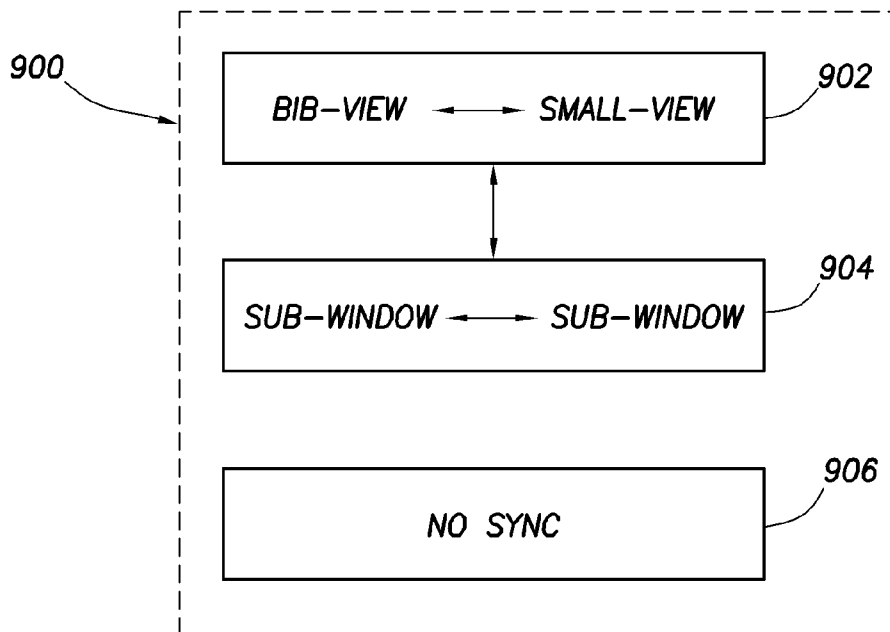 900
BIB-VIEW SMALL-VIEW
902
SUB-WINDOW SUB-WINDOW
904
NO SYNC
906